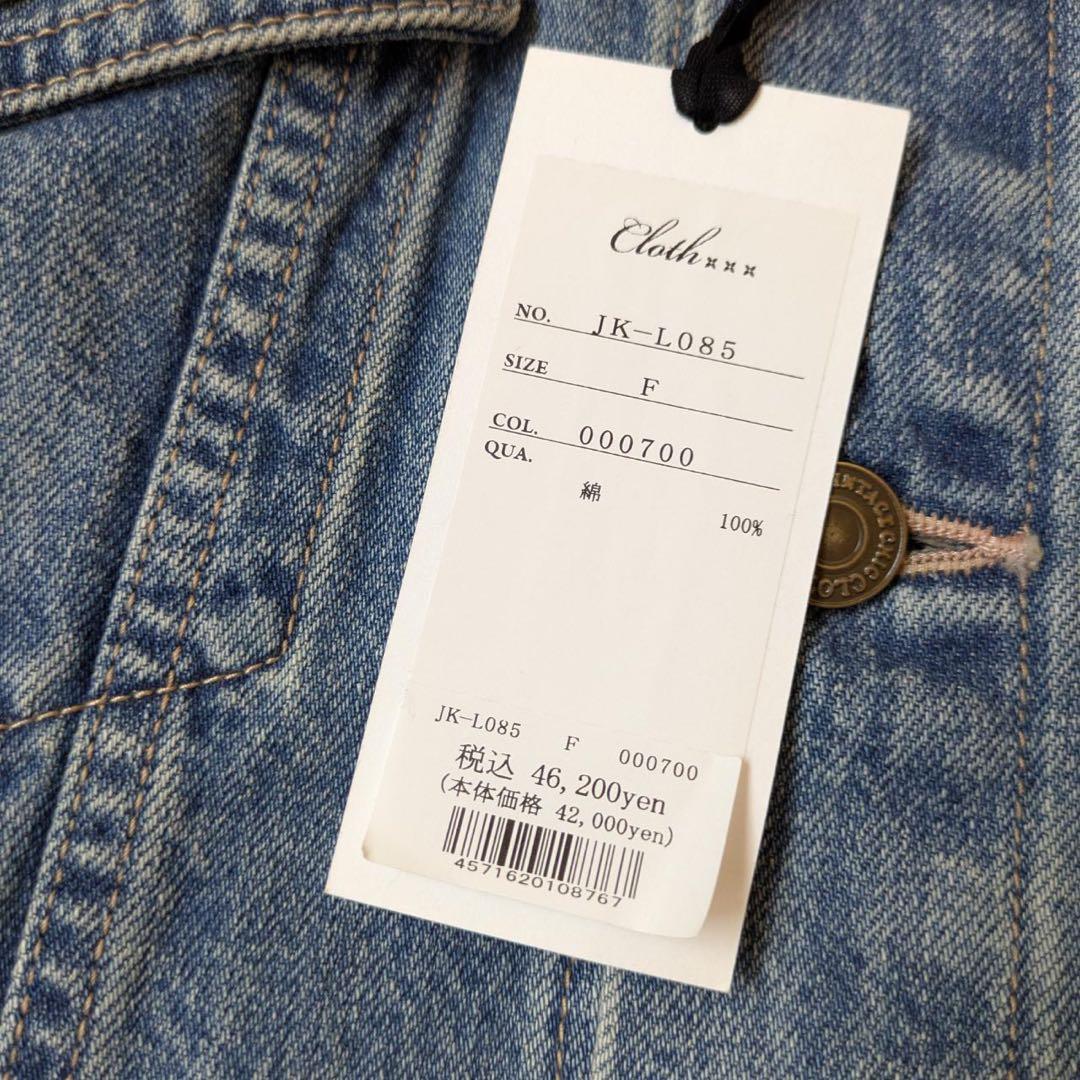 Cloth×××
NO. JK-L085
SIZE F
COL. 000700
QUA.
綿
100%
JK-L085 F 000700
税込 46,200yen
(本体価格 42,000yen)
4571620108767